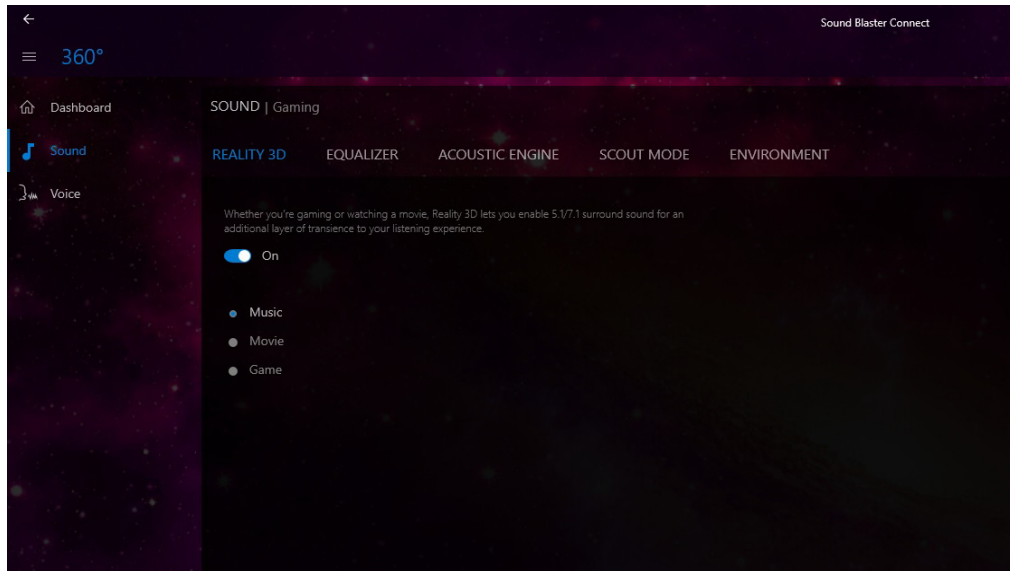 Sound Blaster Connect
360°
Dashboard
Sound
Voice
SOUND | Gaming
REALITY 3D EQUALIZER ACOUSTIC ENGINE SCOUT MODE ENVIRONMENT
Whether you're gaming or watching a movie, Reality 3D lets you enable 5.1/7.1 surround sound for an
additional layer of transience to your listening experience.
On
Music
Movie
Game